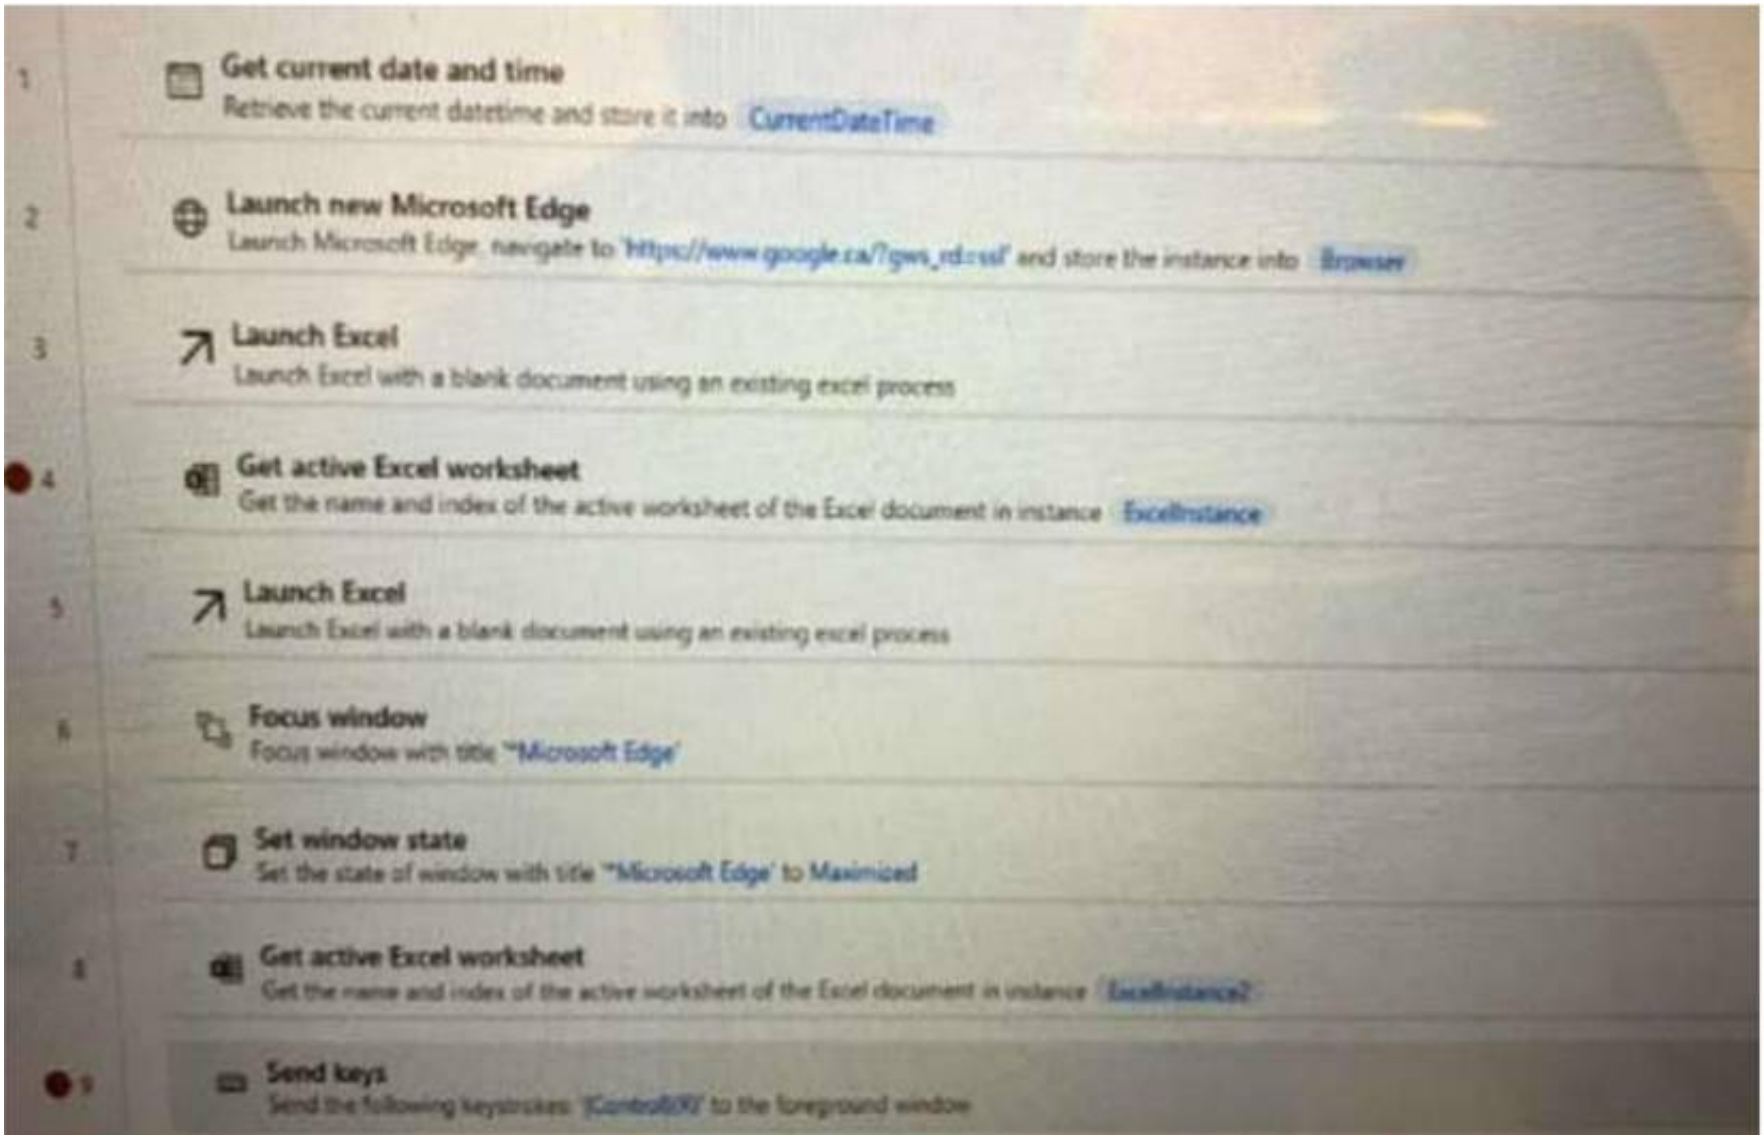 1
Get current date and time
Retrieve the current datetime and store it into CurrentDateTime
2
Launch new Microsoft Edge
Launch Microsoft Edge, navigate to 'https://www.google.ca/?gws_rd=ssl' and store the instance into Browser
3
Launch Excel
Launch Excel with a blank document using an existing excel process
4
Get active Excel worksheet
Get the name and index of the active worksheet of the Excel document in instance ExcelInstance
5
Launch Excel
Launch Excel with a blank document using an existing excel process
6
Focus window
Focus window with title '*Microsoft Edge'
7
Set window state
Set the state of window with title '*Microsoft Edge' to Maximized
8
Get active Excel worksheet
Get the name and index of the active worksheet of the Excel document in instance ExcelInstance2
9
Send keys
Send the following keystrokes: to the foreground window